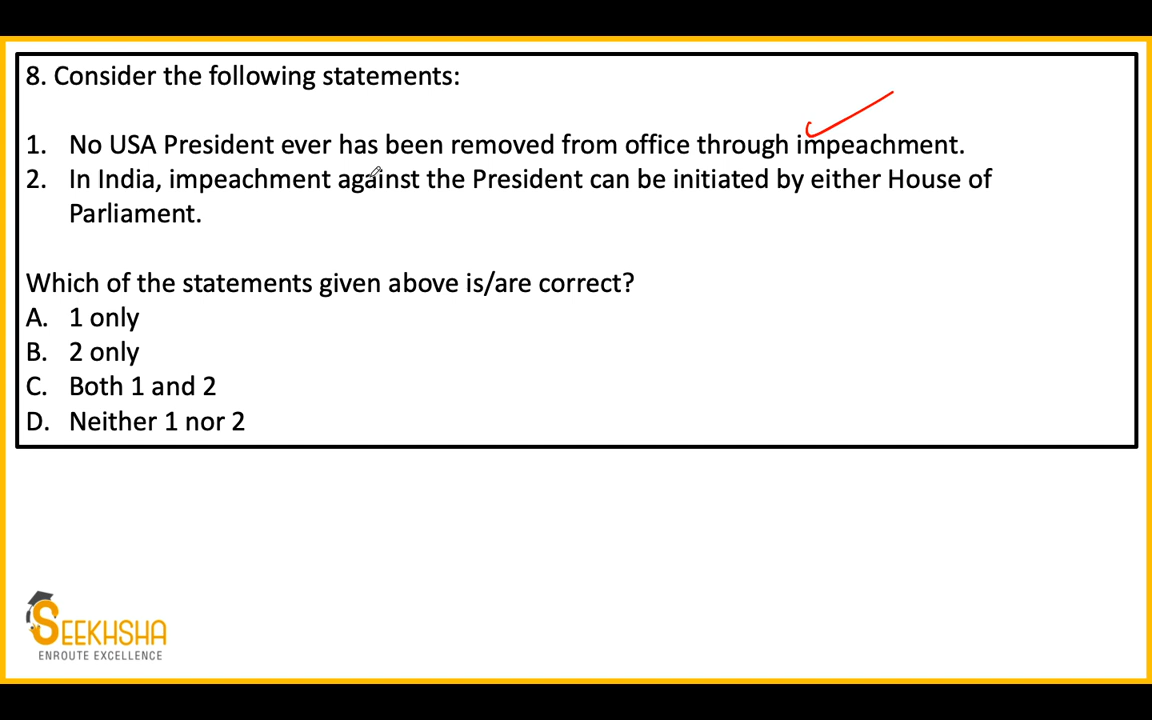 8. Consider the following statements:
1. No USA President ever has been removed from office through impeachment.
2. In India, impeachment against the President can be initiated by either House of
Parliament.
Which of the statements given above is/are correct?
A. 1 only
B. 2 only
C. Both 1 and 2
D. Neither 1 nor 2
SEEKHSHA
ENROUTE EXCELLENCE